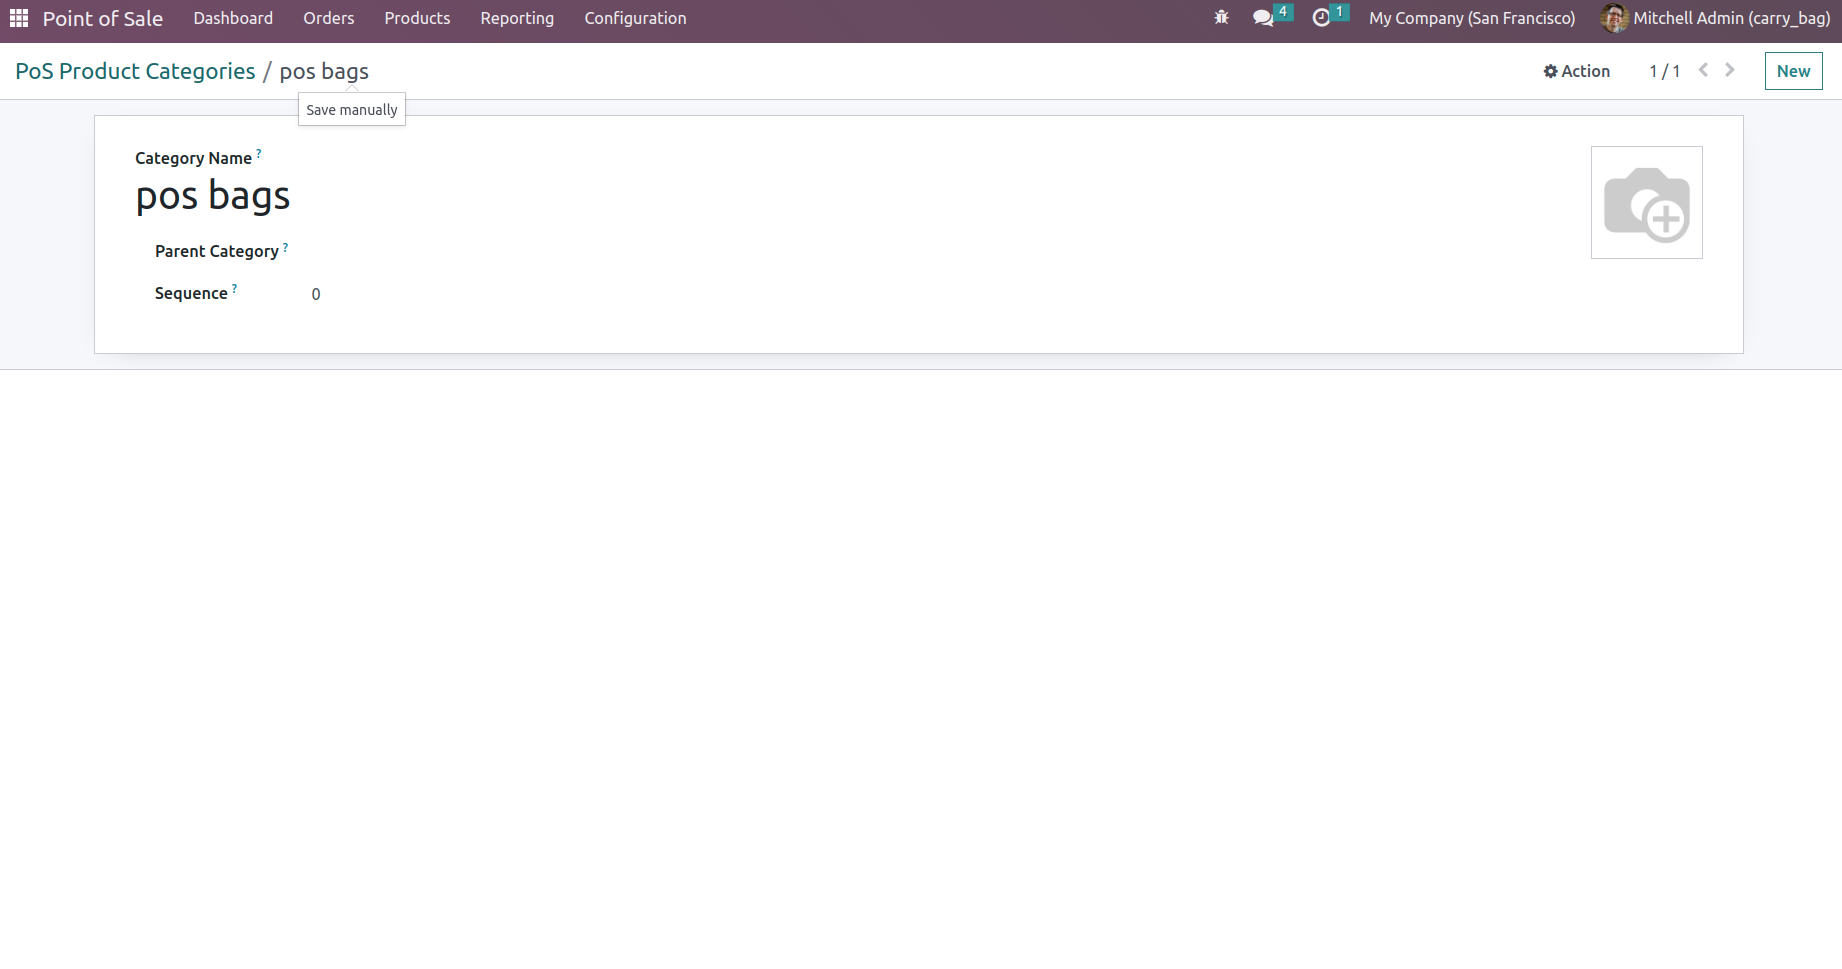 Point of Sale Dashboard Orders Products Reporting Configuration 4 1 My Company (San Francisco) Mitchell Admin (carry_bag)
PoS Product Categories / pos bags Action 1 / 1 New
Save manually
Category Name ?
pos bags
Parent Category ?
Sequence ? 0